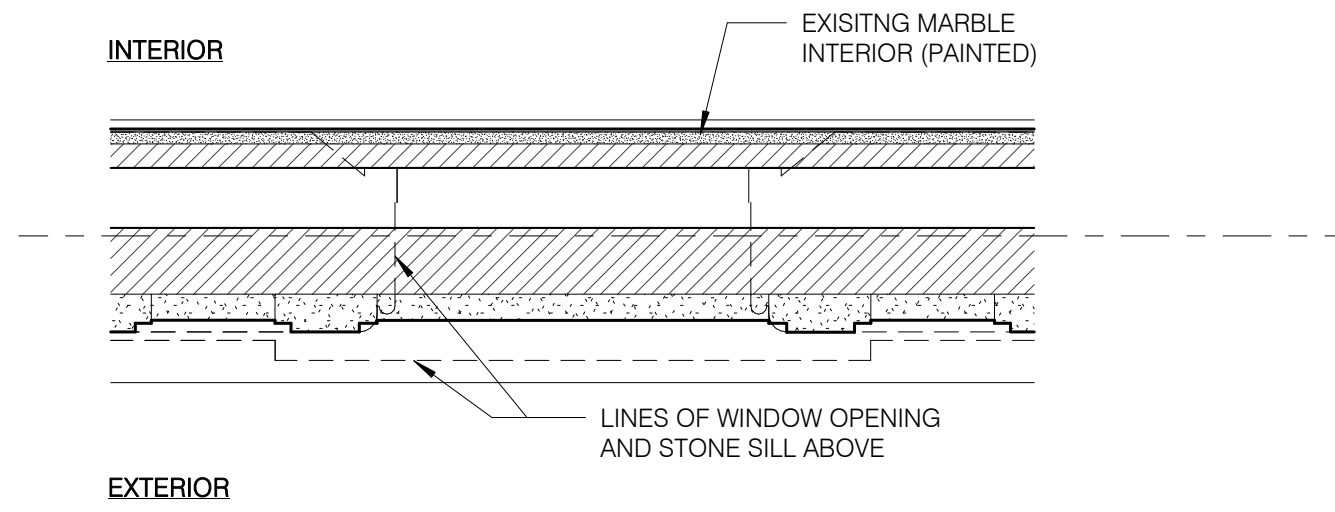 INTERIOR
EXISITNG MARBLE
INTERIOR (PAINTED)
LINES OF WINDOW OPENING
AND STONE SILL ABOVE
EXTERIOR